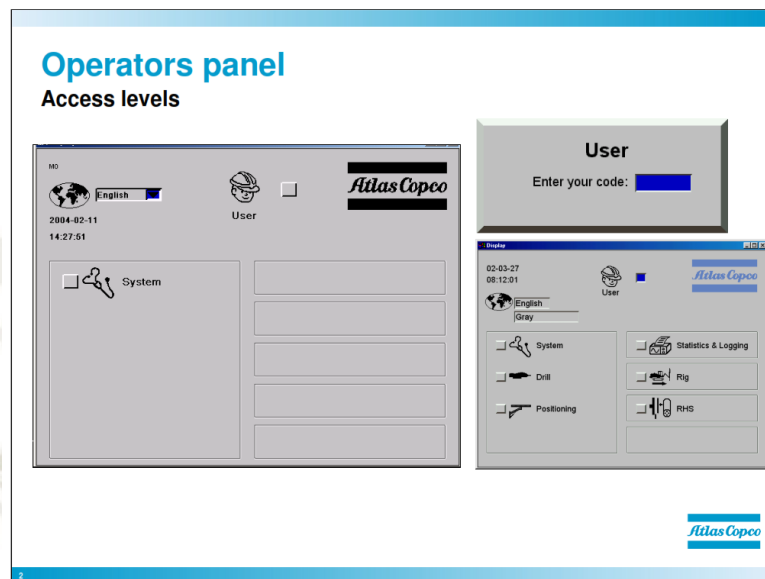 Operators panel
Access levels
MD
English
User
Atlas Copco
2004-02-11
14:27:51
System
User
Enter your code:
Display
02-03-27
08:12:01
User
Atlas Copco
English
Gray
System
Drill
Positioning
Statistics & Logging
Rig
RHS
Atlas Copco
2